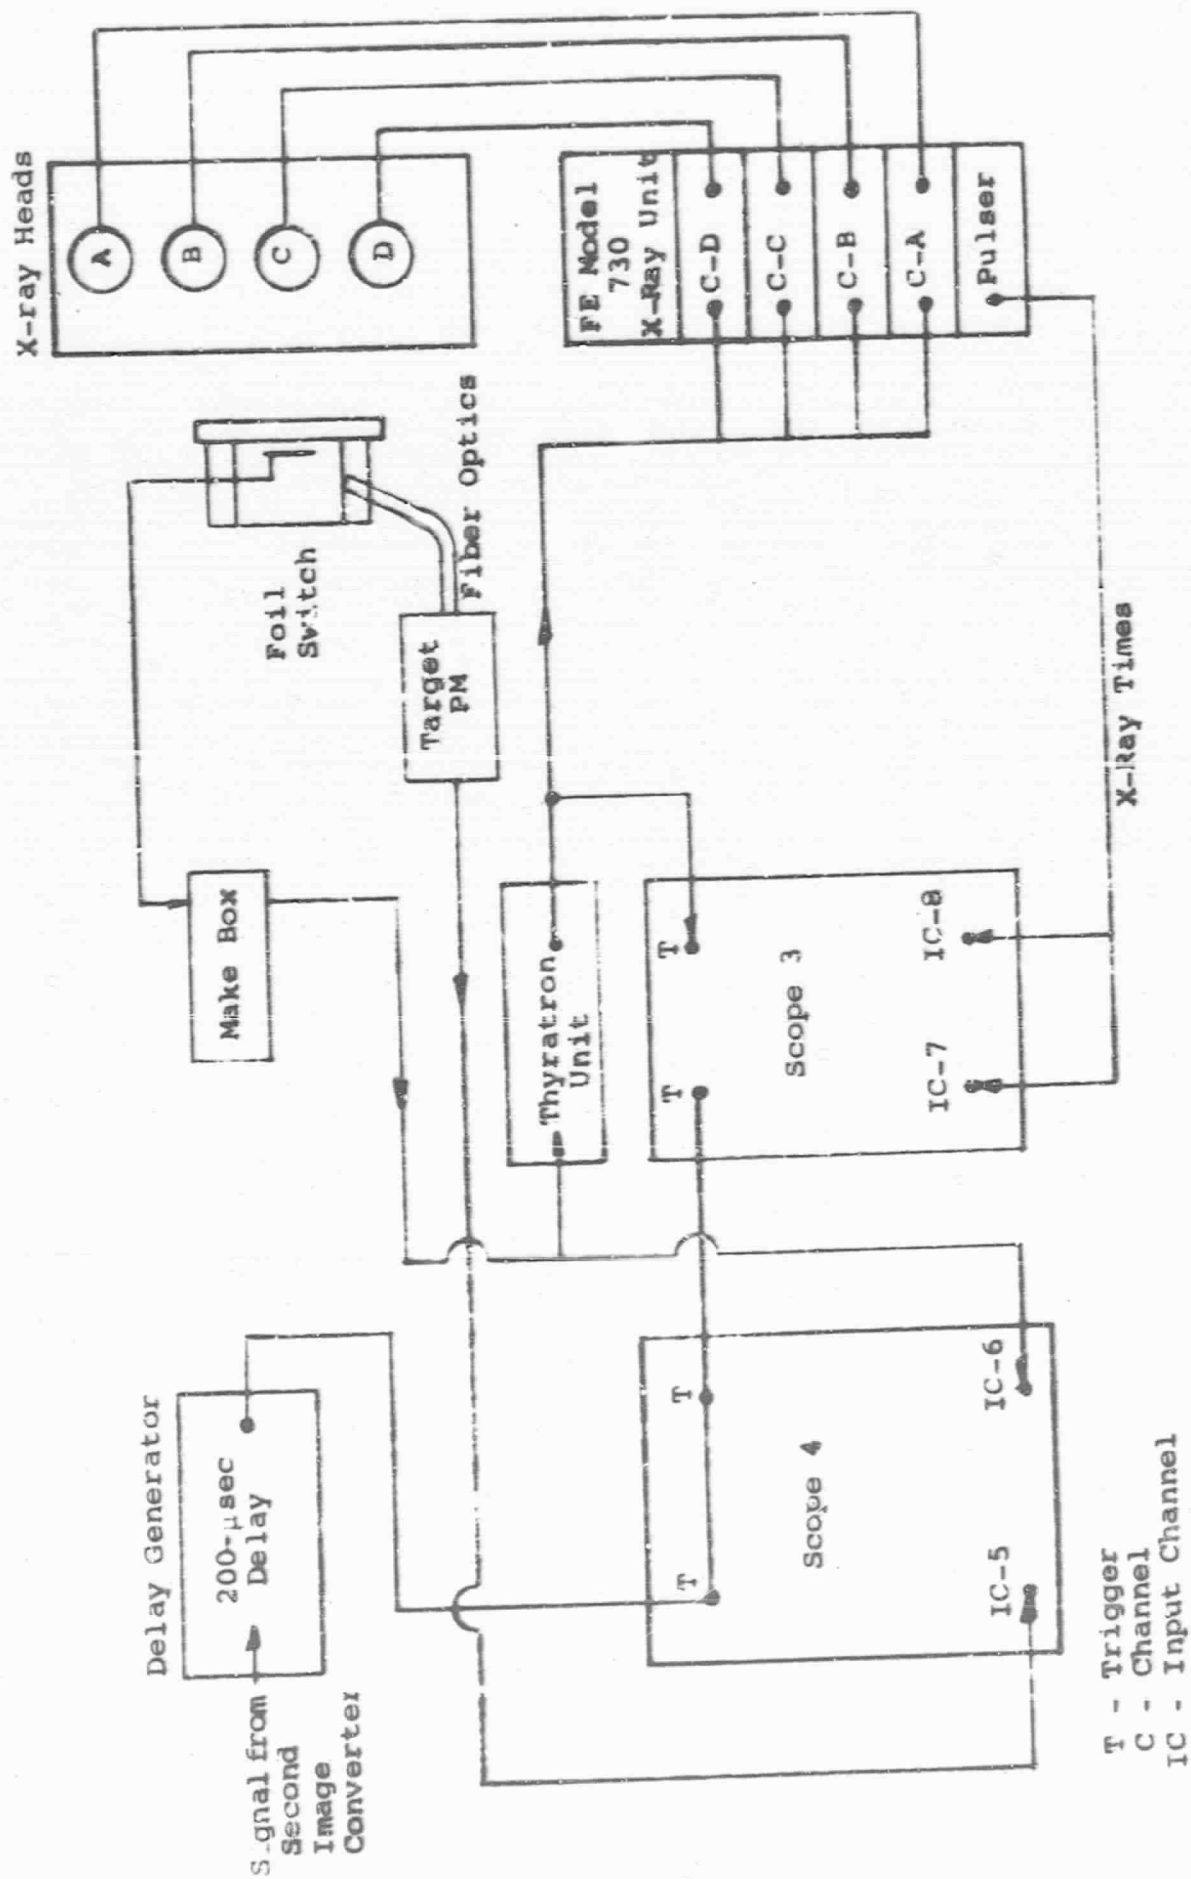 Delay Generator
S.gnal from
Second
Image
Converter
200-μsec
Delay
Make Box
Foil
Switch
X-ray Heads
A
B
C
D
Target
PM
Fiber Optics
Thyratron
Unit
FE Model
730
X-Ray Unit
C-D
C-C
C-B
C-A
Pulser
T
T
Scope 4
IC-5
IC-6
T
T
Scope 3
IC-7
IC-8
X-Ray Times
T - Trigger
C - Channel
IC - Input Channel